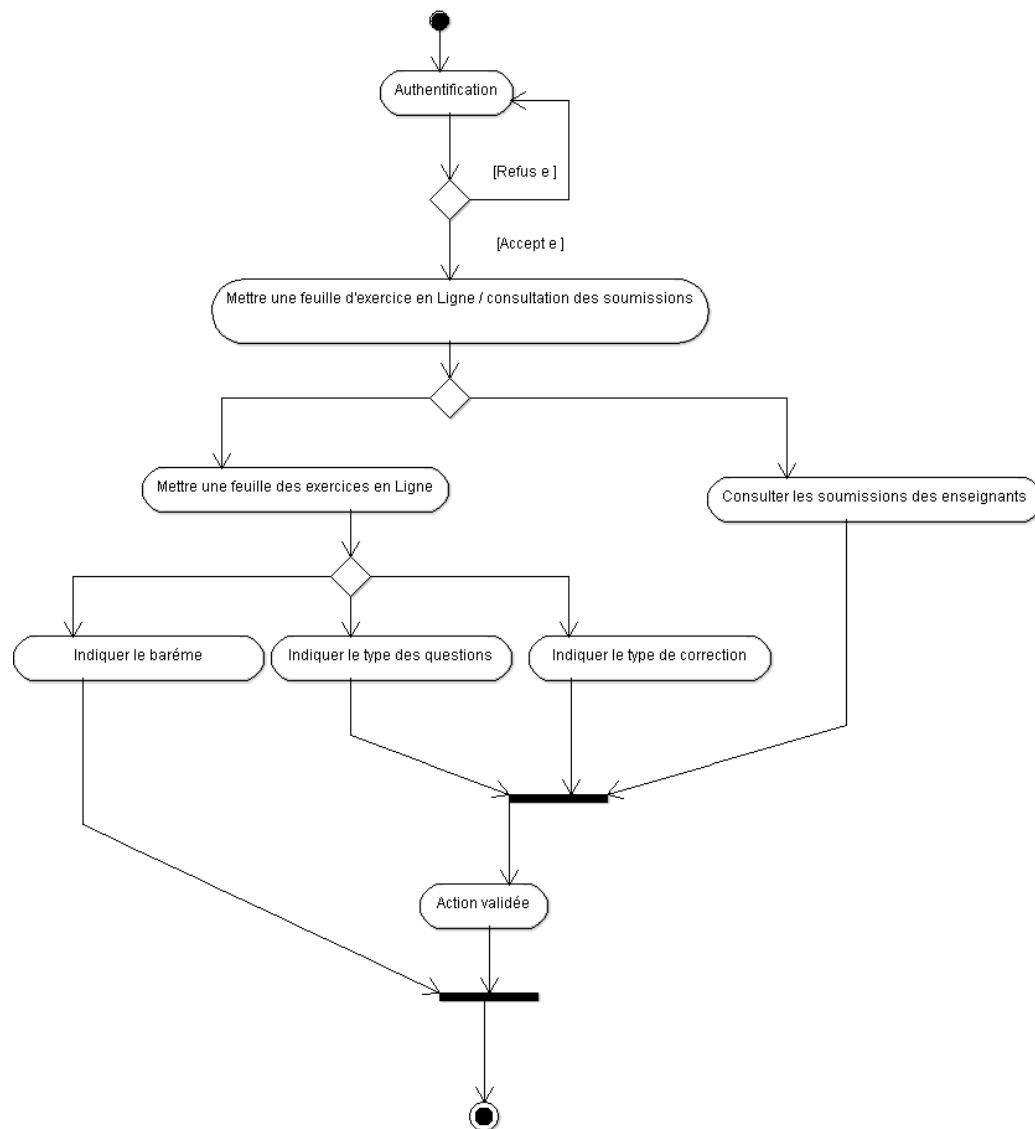 Authentification
[Refus e ]
[Accept e ]
Mettre une feuille d'exercice en Ligne / consultation des soumissions
Mettre une feuille des exercices en Ligne
Consulter les soumissions des enseignants
Indiquer le baréme
Indiquer le type des questions
Indiquer le type de correction
Action validée